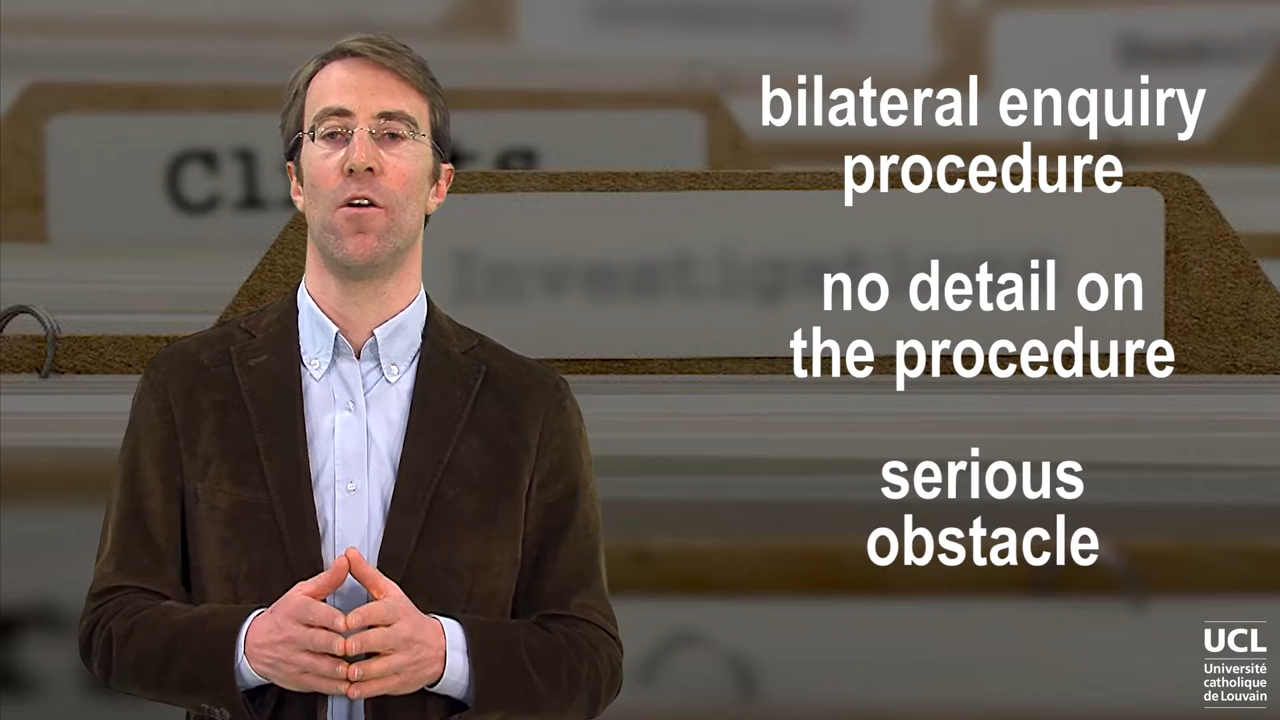 bilateral enquiry
procedure
no detail on
the procedure
serious
obstacle
UCL
Université
catholique
de Louvain